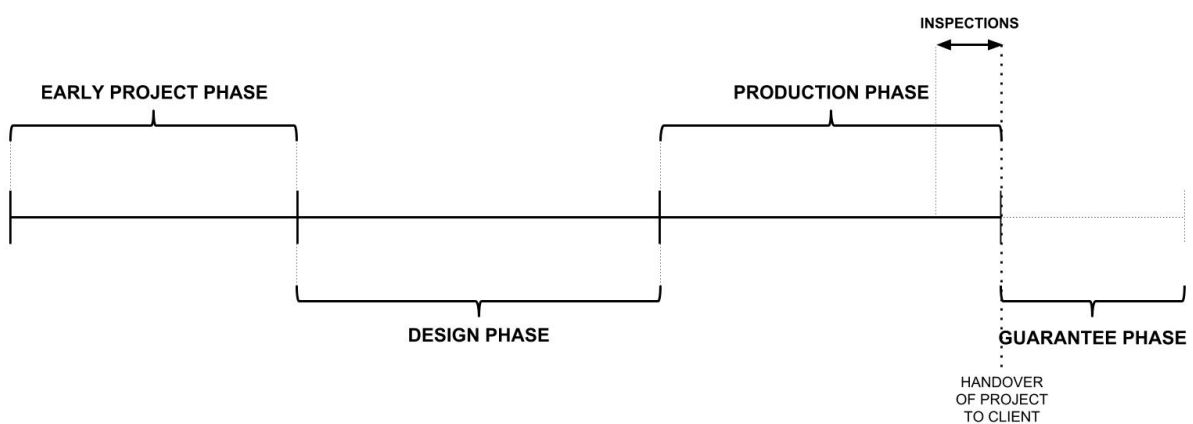 INSPECTIONS
EARLY PROJECT PHASE
PRODUCTION PHASE
DESIGN PHASE
GUARANTEE PHASE
HANDOVER
OF PROJECT
TO CLIENT